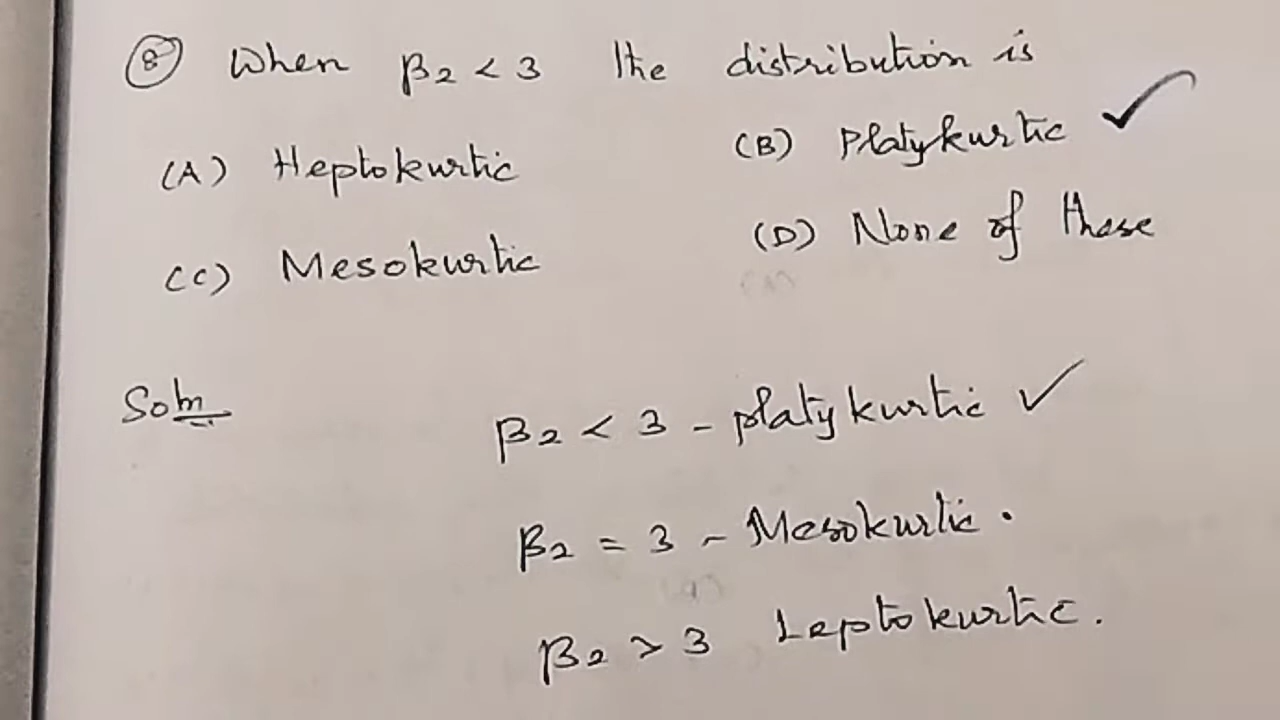 (8) When β2 < 3 the distribution is
(A) Heptokurtic (B) Platykurtic ✓
(C) Mesokurtic (D) None of these
Soln
β2 < 3 - platykurtic ✓
β2 = 3 - Mesokurtic .
β2 > 3 Leptokurtic.